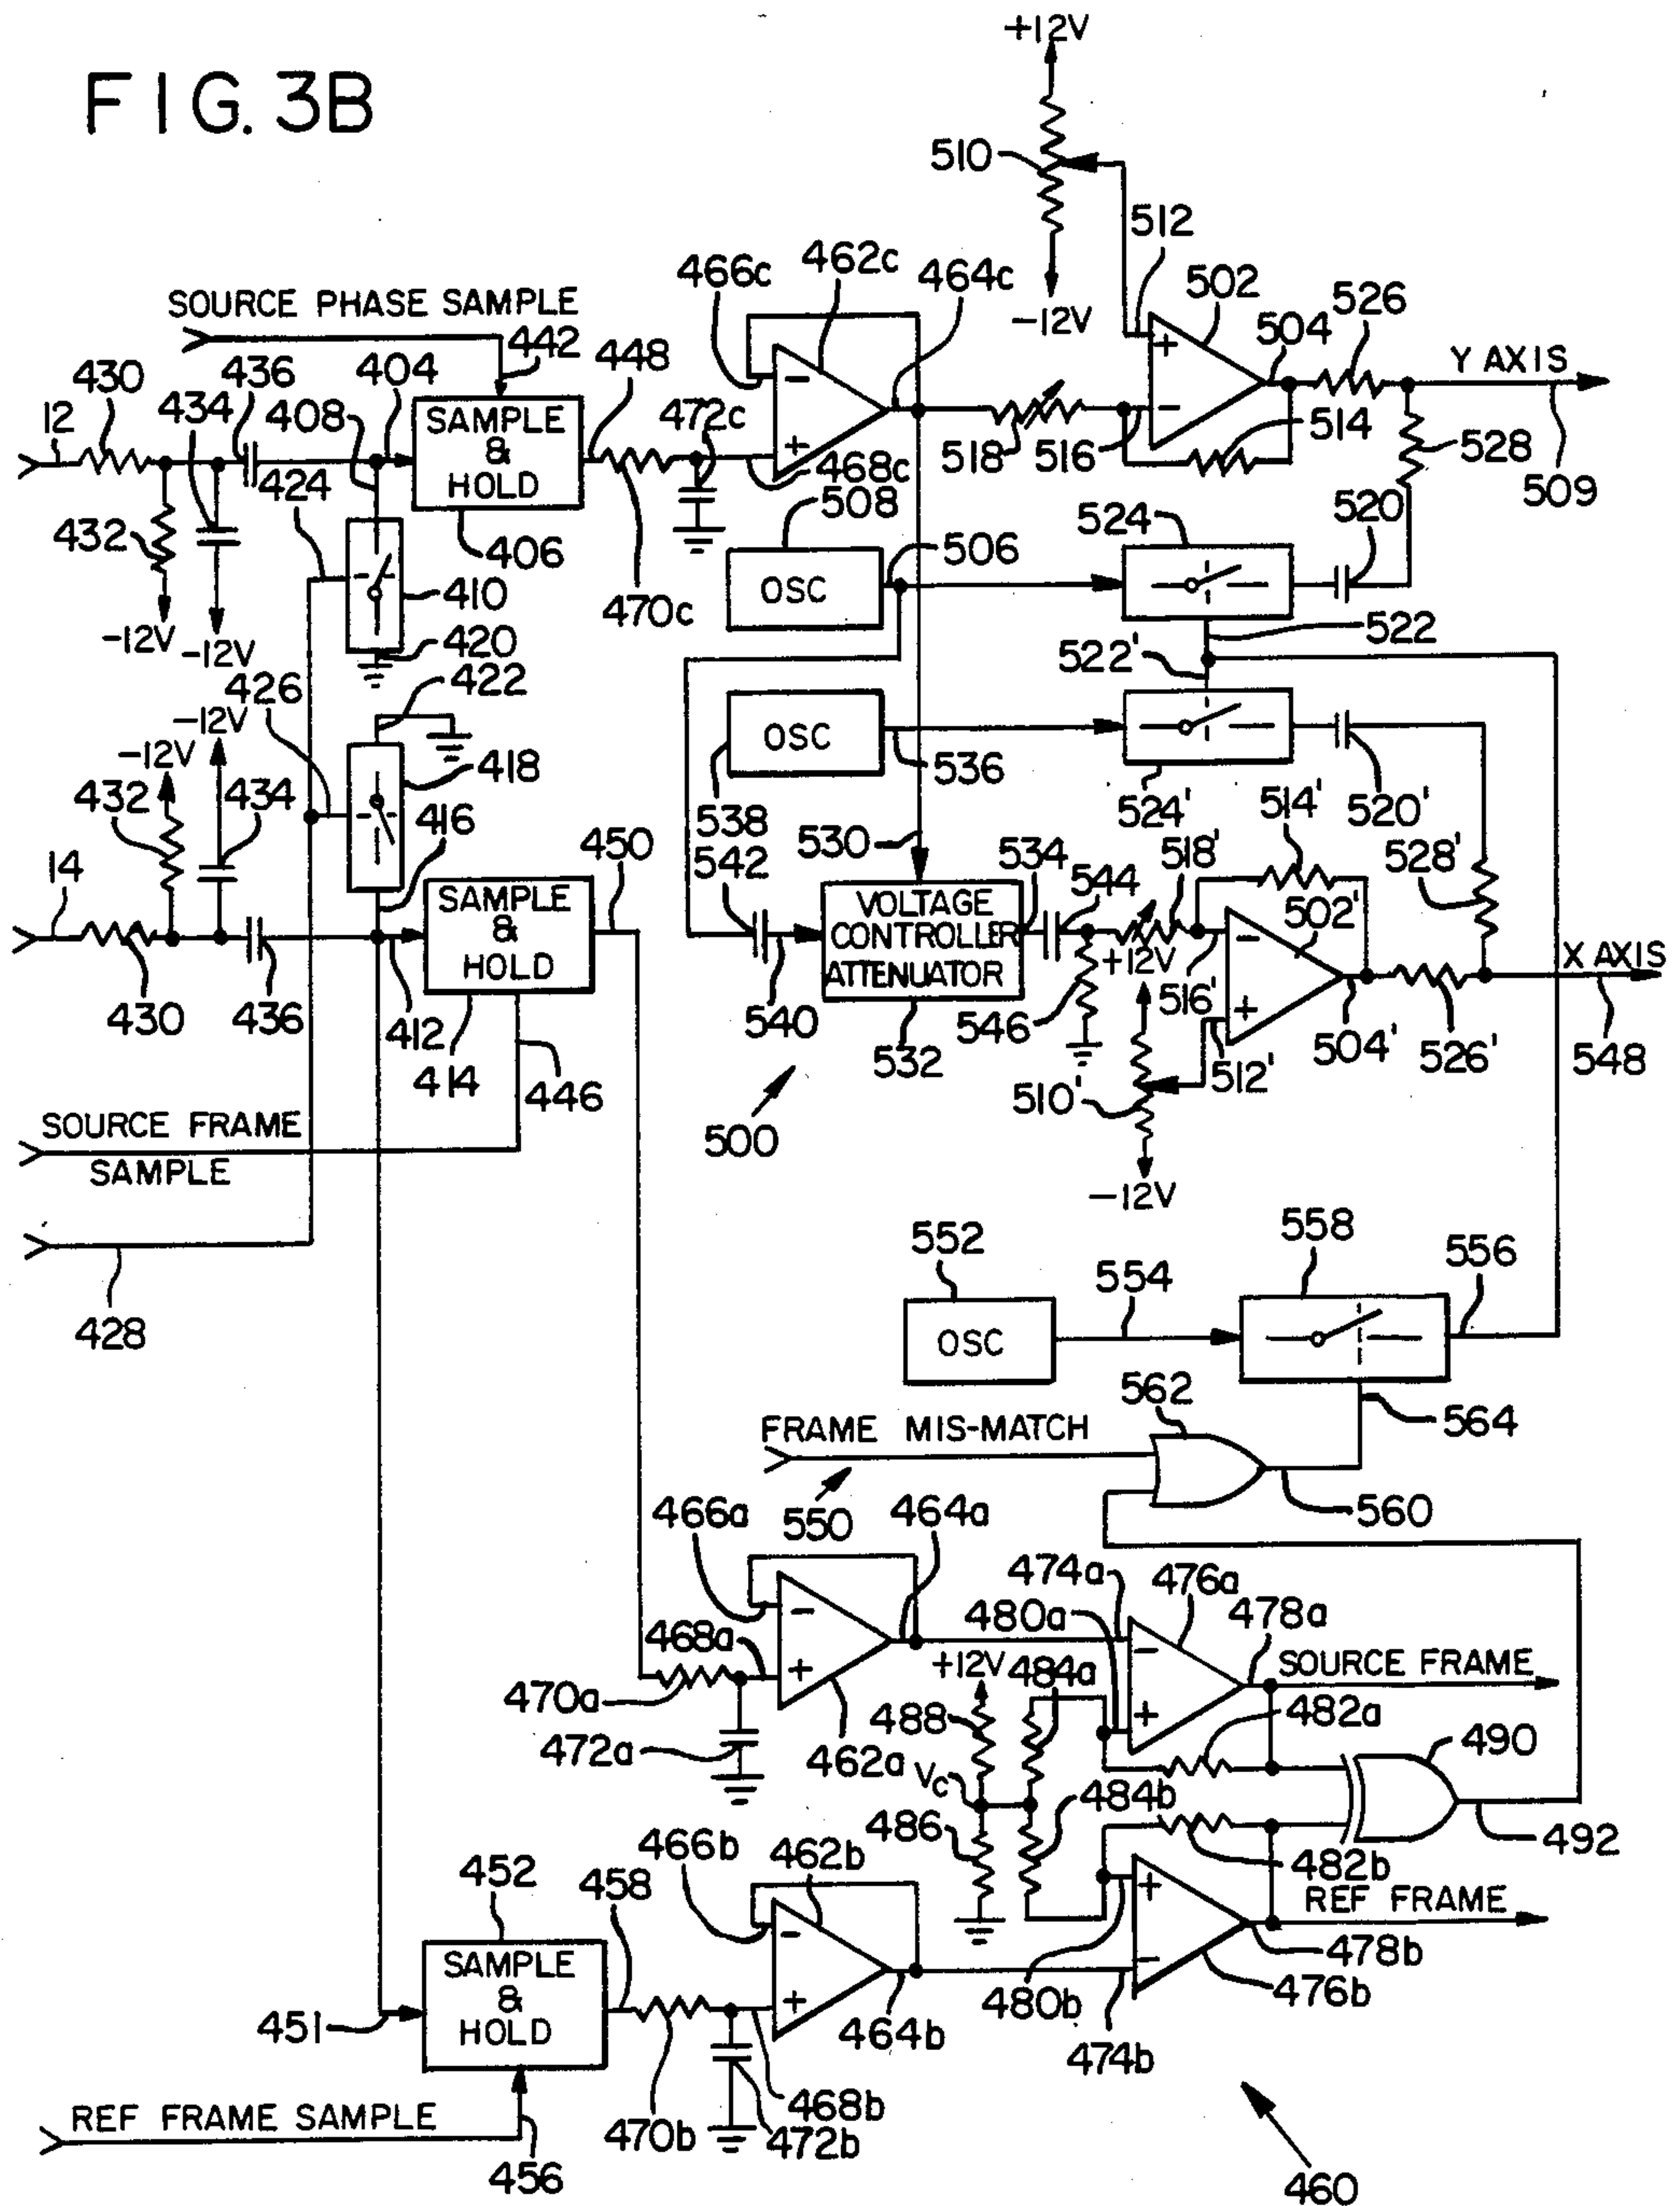 FIG. 3B
+12V
510
-12V
512
502
504
526
Y AXIS
509
528
514
516
518
SOURCE PHASE SAMPLE
442
448
466c
462c
464c
472c
468c
470c
12
430
434
436
408
404
SAMPLE
&
HOLD
406
424
432
-12V
-12V
410
420
422
426
-12V
-12V
418
432
434
416
14
430
436
412
SAMPLE
&
HOLD
414
450
446
508
OSC
506
524
520
522
522'
OSC
538
536
524'
520'
542
530
534
544
518'
514'
528'
540
VOLTAGE
CONTROLLER
ATTENUATOR
532
546
+12V
516'
502'
510'
512'
504'
526'
X AXIS
548
-12V
500
SOURCE FRAME
SAMPLE
428
552
OSC
554
558
556
564
562
FRAME MIS-MATCH
550
560
466a
464a
468a
470a
472a
462a
474a
476a
480a
478a
SOURCE FRAME
+12V
484a
488
482a
490
Vc
484b
486
482b
492
REF FRAME
478b
476b
480b
474b
452
SAMPLE
&
HOLD
458
466b
462b
464b
451
468b
470b
472b
REF FRAME SAMPLE
456
460